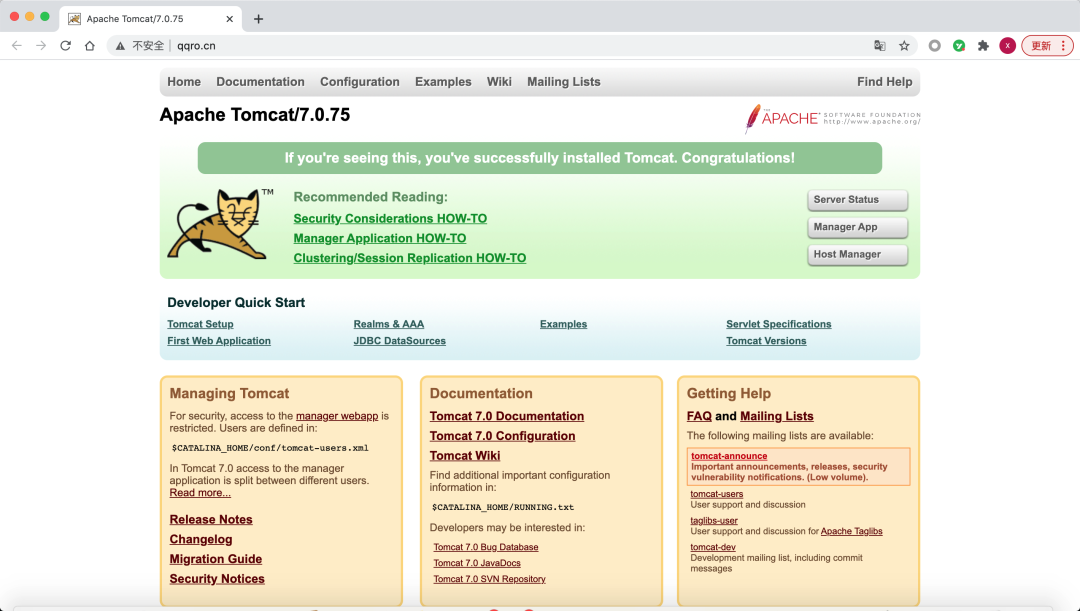 Apache Tomcat/7.0.75
不安全 qqro.cn
X
更新
Home Documentation Configuration Examples Wiki Mailing Lists Find Help
Apache Tomcat/7.0.75
THE
APACHE
SOFTWARE FOUNDATION
http://www.apache.org/
If you're seeing this, you've successfully installed Tomcat. Congratulations!
TM
Recommended Reading:
Security Considerations HOW-TO
Manager Application HOW-TO
Clustering/Session Replication HOW-TO
Server Status
Manager App
Host Manager
Developer Quick Start
Tomcat Setup
First Web Application
Realms & AAA
JDBC DataSources
Examples
Servlet Specifications
Tomcat Versions
Managing Tomcat
For security, access to the manager webapp is
restricted. Users are defined in:
$CATALINA_HOME/conf/tomcat-users.xml
In Tomcat 7.0 access to the manager
application is split between different users.
Read more...
Release Notes
Changelog
Migration Guide
Security Notices
Documentation
Tomcat 7.0 Documentation
Tomcat 7.0 Configuration
Tomcat Wiki
Find additional important configuration
information in:
$CATALINA_HOME/RUNNING.txt
Developers may be interested in:
Tomcat 7.0 Bug Database
Tomcat 7.0 JavaDocs
Tomcat 7.0 SVN Repository
Getting Help
FAQ and Mailing Lists
The following mailing lists are available:
tomcat-announce
Important announcements, releases, security
vulnerability notifications. (Low volume).
tomcat-users
User support and discussion
taglibs-user
User support and discussion for Apache Taglibs
tomcat-dev
Development mailing list, including commit
messages